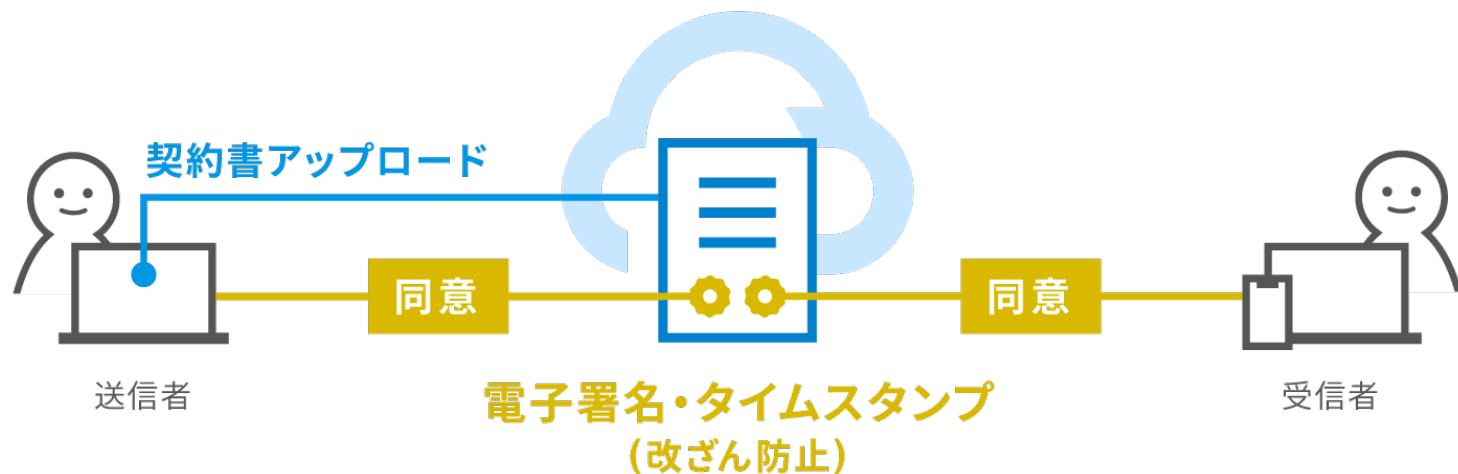 契約書アップロード
同意
同意
送信者
電子署名・タイムスタンプ
(改ざん防止)
受信者